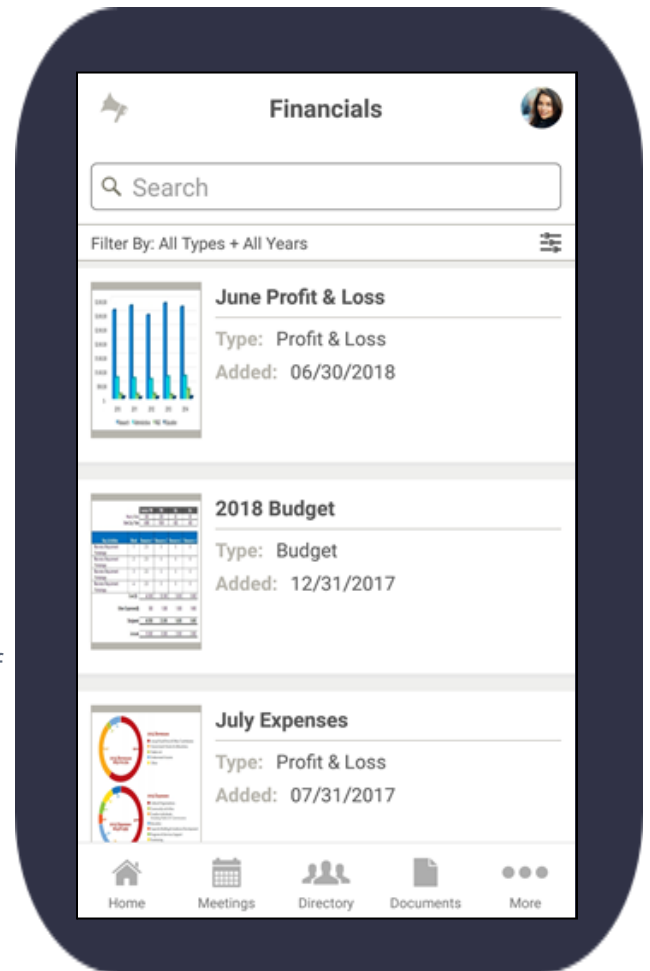 Financials
Search
Filter By: All Types + All Years
June Profit & Loss
Type: Profit & Loss
Added: 06/30/2018
2018 Budget
Type: Budget
Added: 12/31/2017
July Expenses
Type: Profit & Loss
Added: 07/31/2017
Home Meetings Directory Documents More